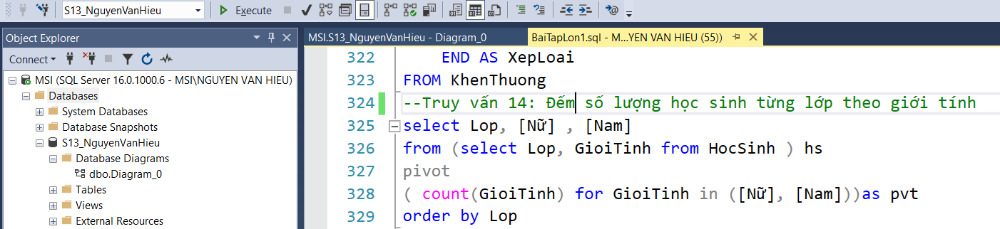 S13_NguyenVanHieu
Execute
Object Explorer
Connect
MSI (SQL Server 16.0.1000.6 - MSI\NGUYEN VAN HIEU)
Databases
System Databases
Database Snapshots
S13_NguyenVanHieu
Database Diagrams
dbo.Diagram_0
Tables
Views
External Resources
MSI.S13_NguyenVanHieu - Diagram_0
BaiTapLon1.sql - M...YEN VAN HIEU (55))
322 END AS XepLoai
323 FROM KhenThuong
324 --Truy vấn 14: Đếm số lượng học sinh từng lớp theo giới tính
325 select Lop, [Nữ] , [Nam]
326 from (select Lop, GioiTinh from HocSinh ) hs
327 pivot
328 ( count(GioiTinh) for GioiTinh in ([Nữ], [Nam]))as pvt
329 order by Lop